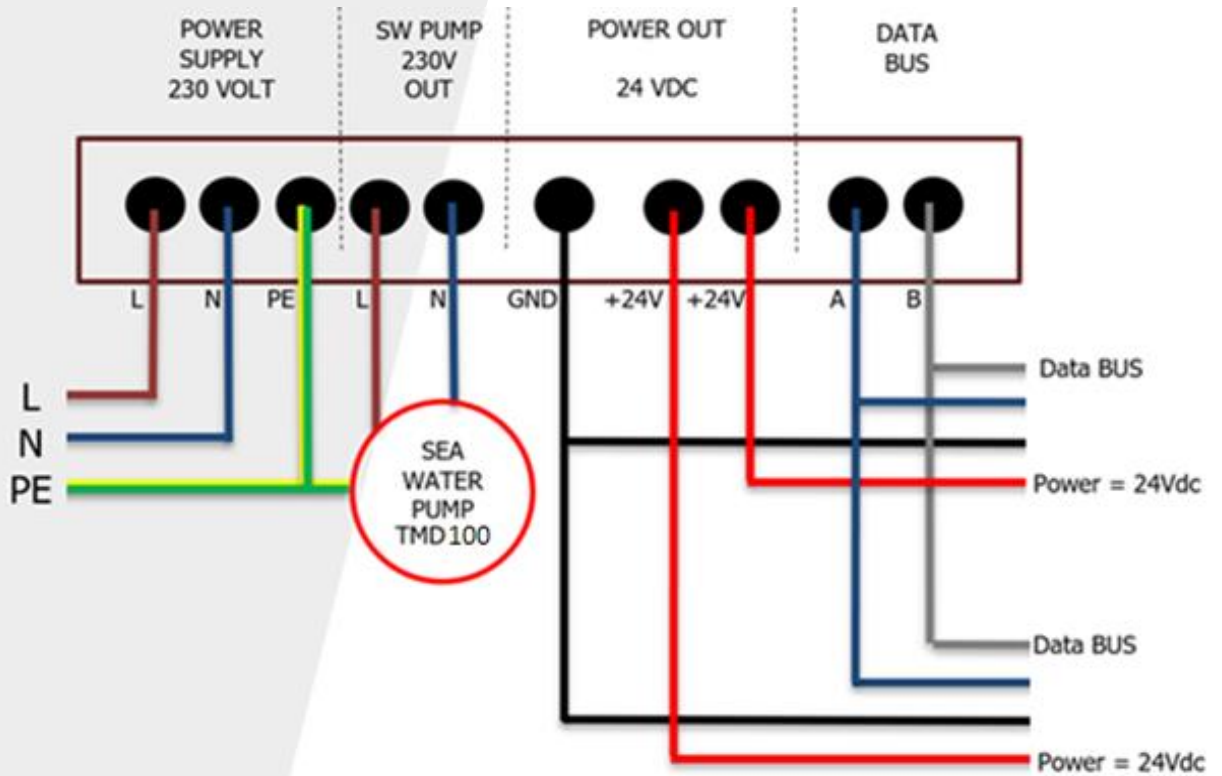 POWER
SUPPLY
230 VOLT
SW PUMP
230V
OUT
POWER OUT
24 VDC
DATA
BUS
L N PE L N GND +24V +24V A B
L
N
PE
SEA
WATER
PUMP
TMD100
Data BUS
Power = 24Vdc
Data BUS
Power = 24Vdc